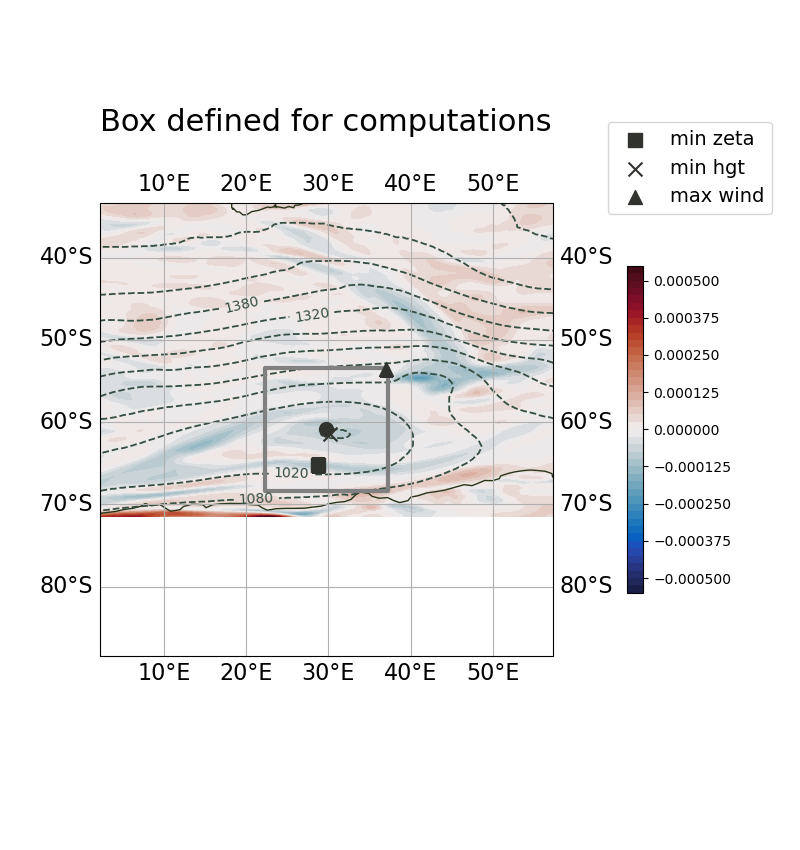 Box defined for computations
min zeta
min hgt
max wind
10°E 20°E 30°E 40°E 50°E
40°S 40°S
50°S 50°S
60°S 60°S
70°S 70°S
80°S 80°S
10°E 20°E 30°E 40°E 50°E
1380
1320
1020
1080
0.000500
0.000375
0.000250
0.000125
0.000000
−0.000125
−0.000250
−0.000375
−0.000500